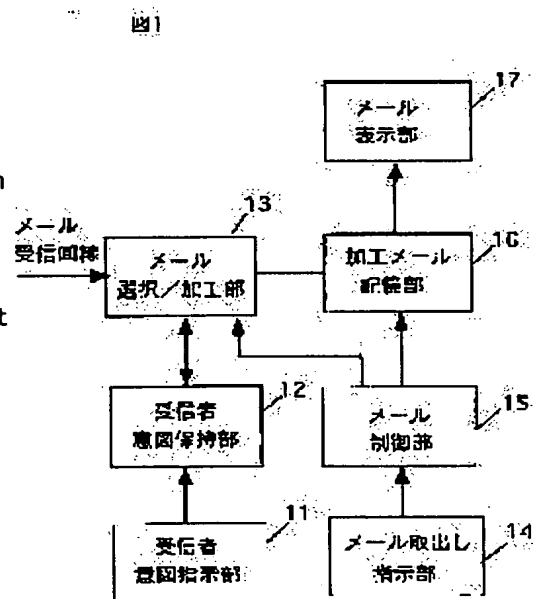 図1
17
メール
表示部
n
13
メール
受信回線
メール
選択／加工部
16
加工メール
記憶部
t
12
受信者
意図保持部
15
メール
制御部
11
受信者
意図指示部
14
メール取出し
指示部